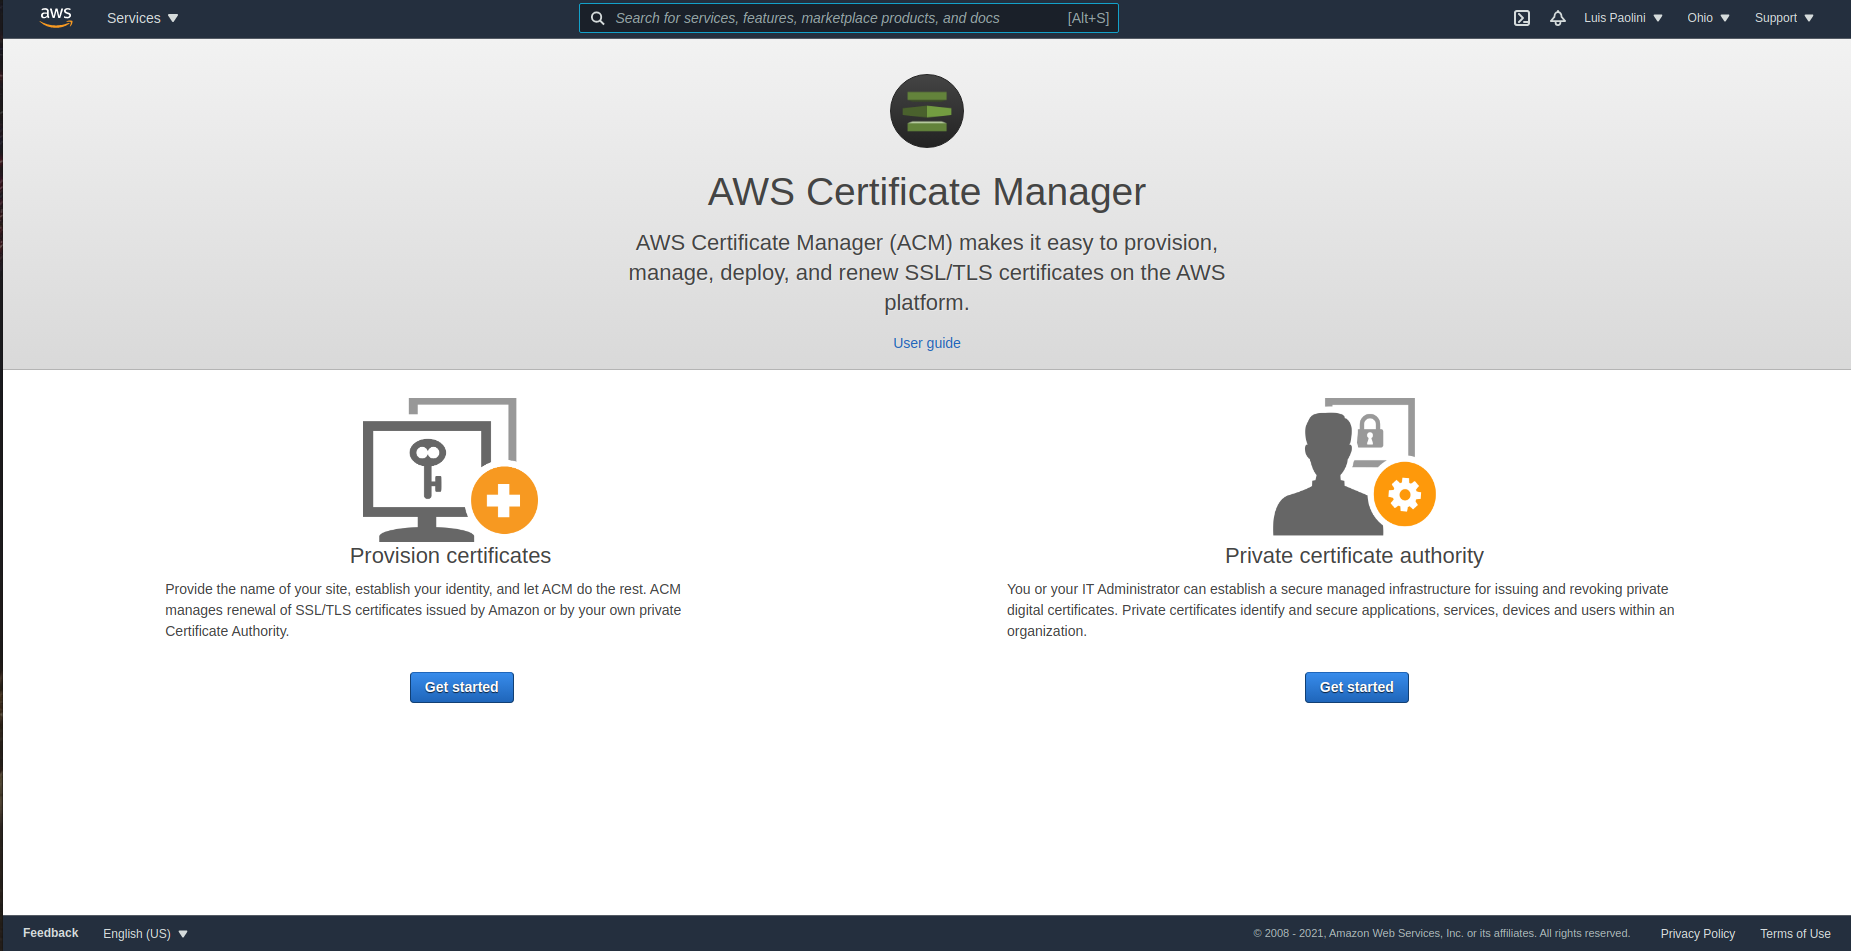 aws Services Search for services, features, marketplace products, and docs [Alt+S] Luis Paolini Ohio Support
AWS Certificate Manager
AWS Certificate Manager (ACM) makes it easy to provision,
manage, deploy, and renew SSL/TLS certificates on the AWS
platform.
User guide
Provision certificates
Provide the name of your site, establish your identity, and let ACM do the rest. ACM
manages renewal of SSL/TLS certificates issued by Amazon or by your own private
Certificate Authority.
Get started
Private certificate authority
You or your IT Administrator can establish a secure managed infrastructure for issuing and revoking private
digital certificates. Private certificates identify and secure applications, services, devices and users within an
organization.
Get started
Feedback English (US) © 2008 - 2021, Amazon Web Services, Inc. or its affiliates. All rights reserved. Privacy Policy Terms of Use